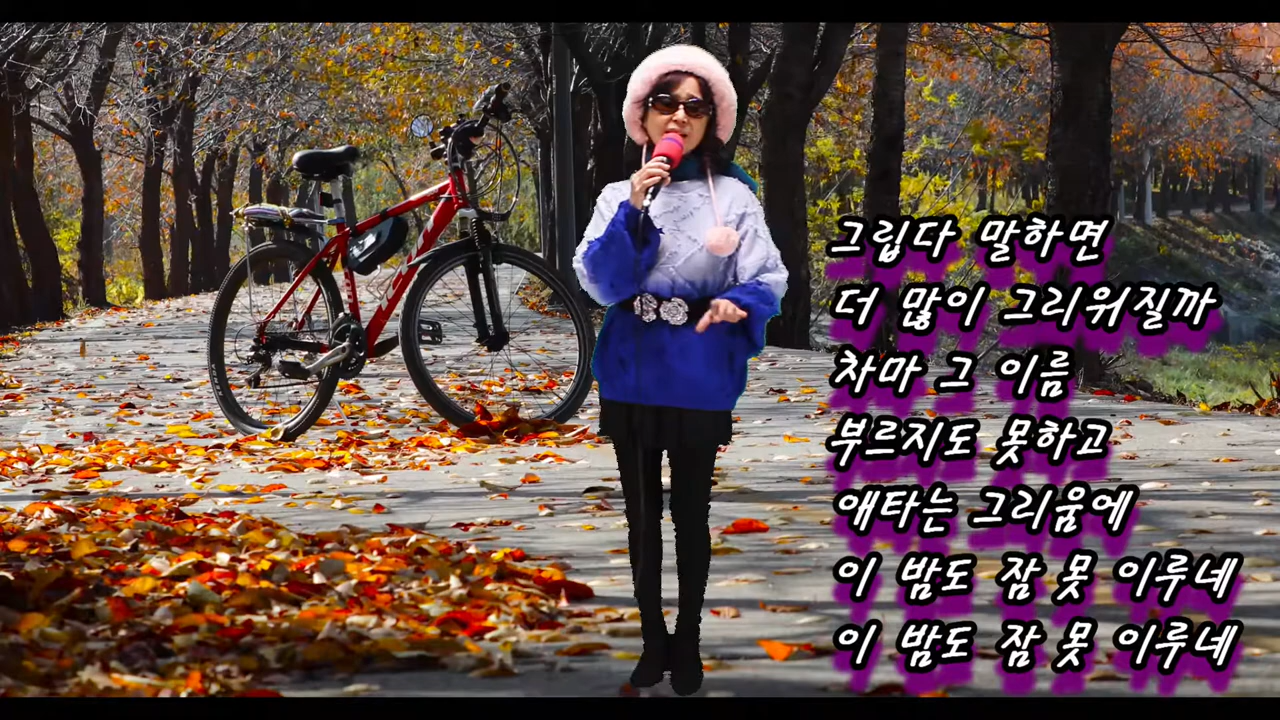 그립다 말하면
더 많이 그리워질까
차마 그 이름
부르지도 못하고
애타는 그리움에
이 밤도 잠 못 이루네
이 밤도 잠 못 이루네